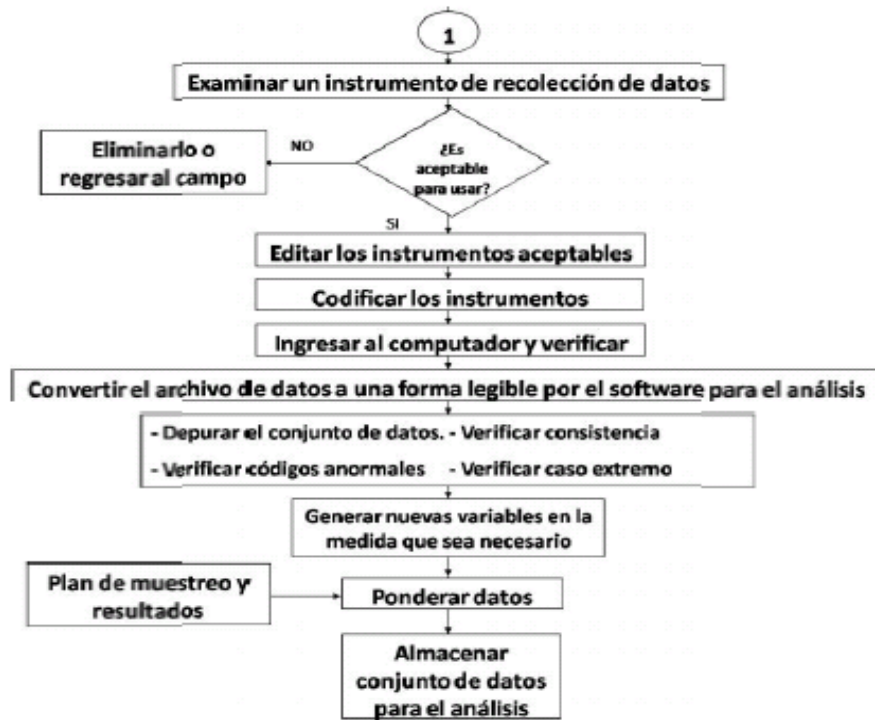 1
Examinar un instrumento de recolección de datos
Eliminarlo o
regresar al campo
NO
¿Es
aceptable
para usar?
SI
Editar los instrumentos aceptables
Codificar los instrumentos
Ingresar al computador y verificar
Convertir el archivo de datos a una forma legible por el software para el análisis
- Depurar el conjunto de datos. - Verificar consistencia
- Verificar códigos anormales - Verificar caso extremo
Generar nuevas variables en la
medida que sea necesario
Plan de muestreo y
resultados
Ponderar datos
Almacenar
conjunto de datos
para el análisis